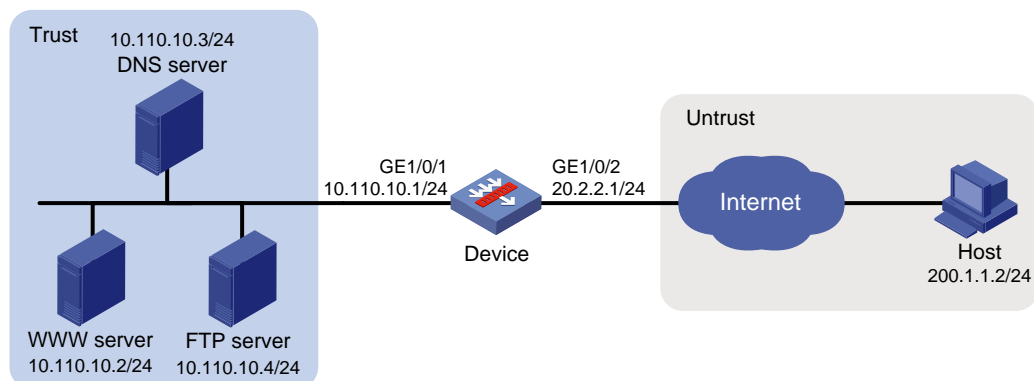 Trust
10.110.10.3/24
DNS server
WWW server
10.110.10.2/24
FTP server
10.110.10.4/24
GE1/0/1
10.110.10.1/24
GE1/0/2
20.2.2.1/24
Device
Untrust
Internet
Host
200.1.1.2/24